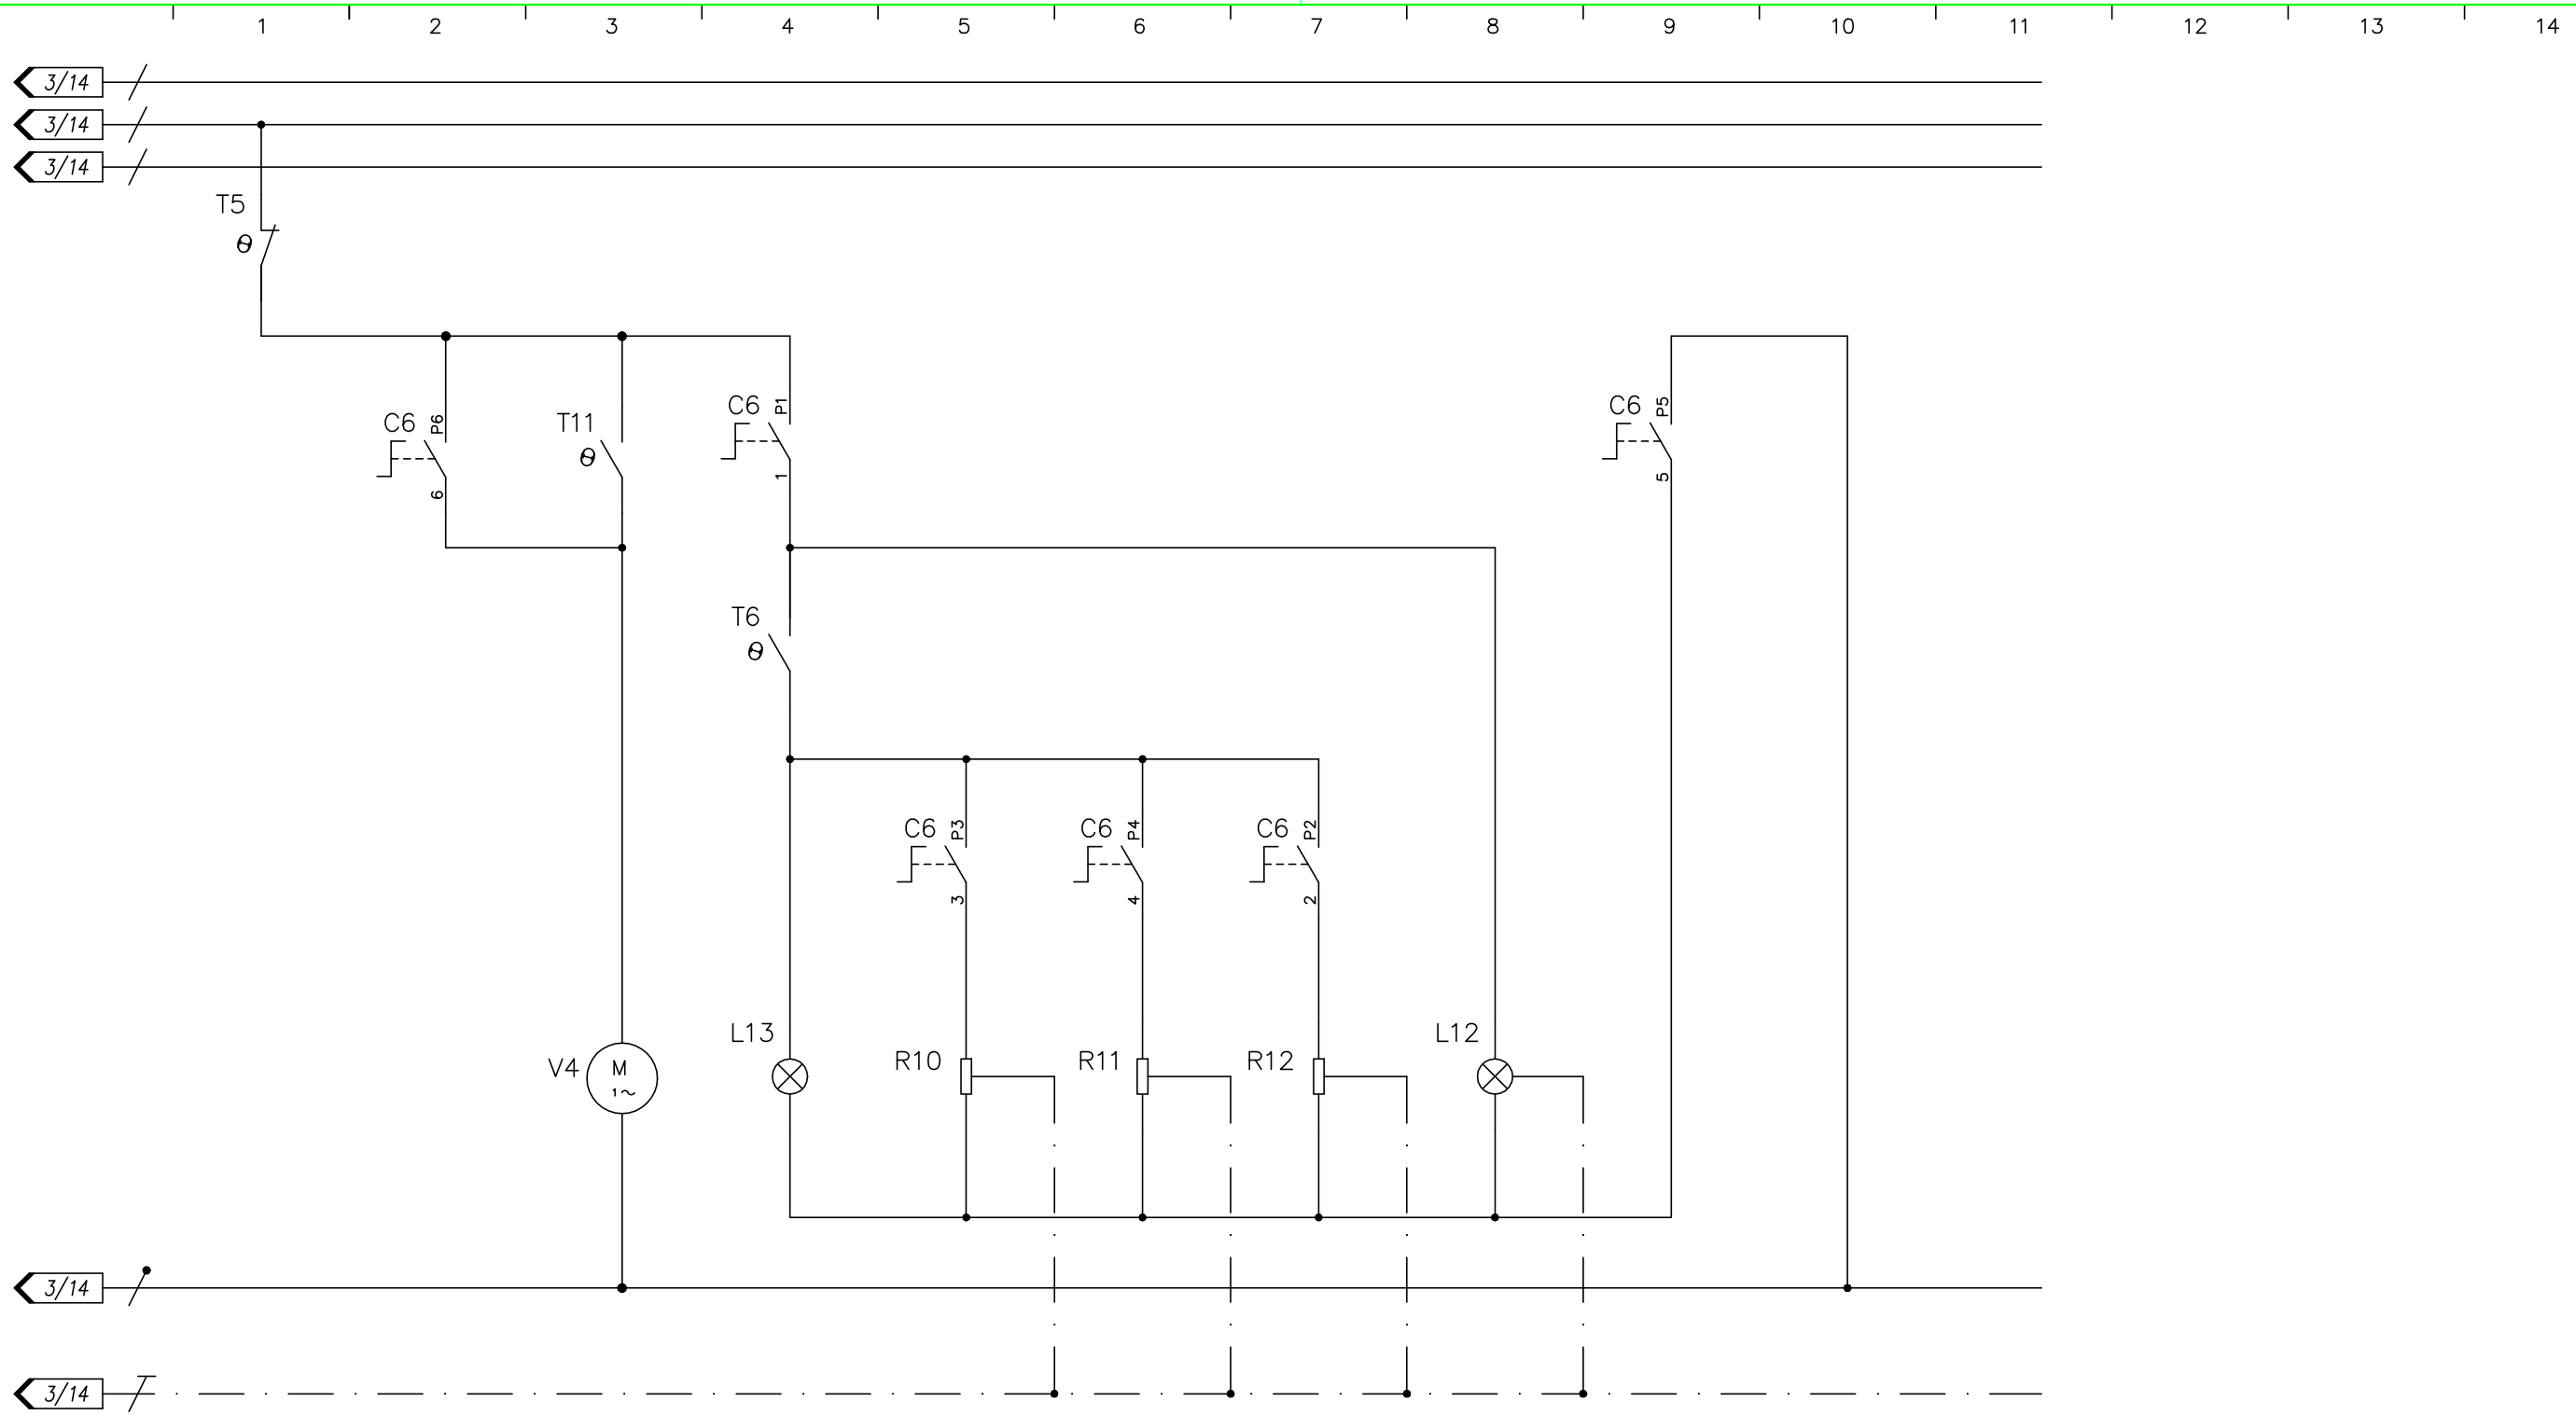 1 2 3 4 5 6 7 8 9 10 11 12 13 14
3/14
3/14
3/14
T5
θ
C6 P6
6
T11
θ
C6 P1
1
C6 P5
5
T6
θ
C6 P3
3
C6 P4
4
C6 P2
2
V4
M
1~
L13
R10
R11
R12
L12
3/14
3/14